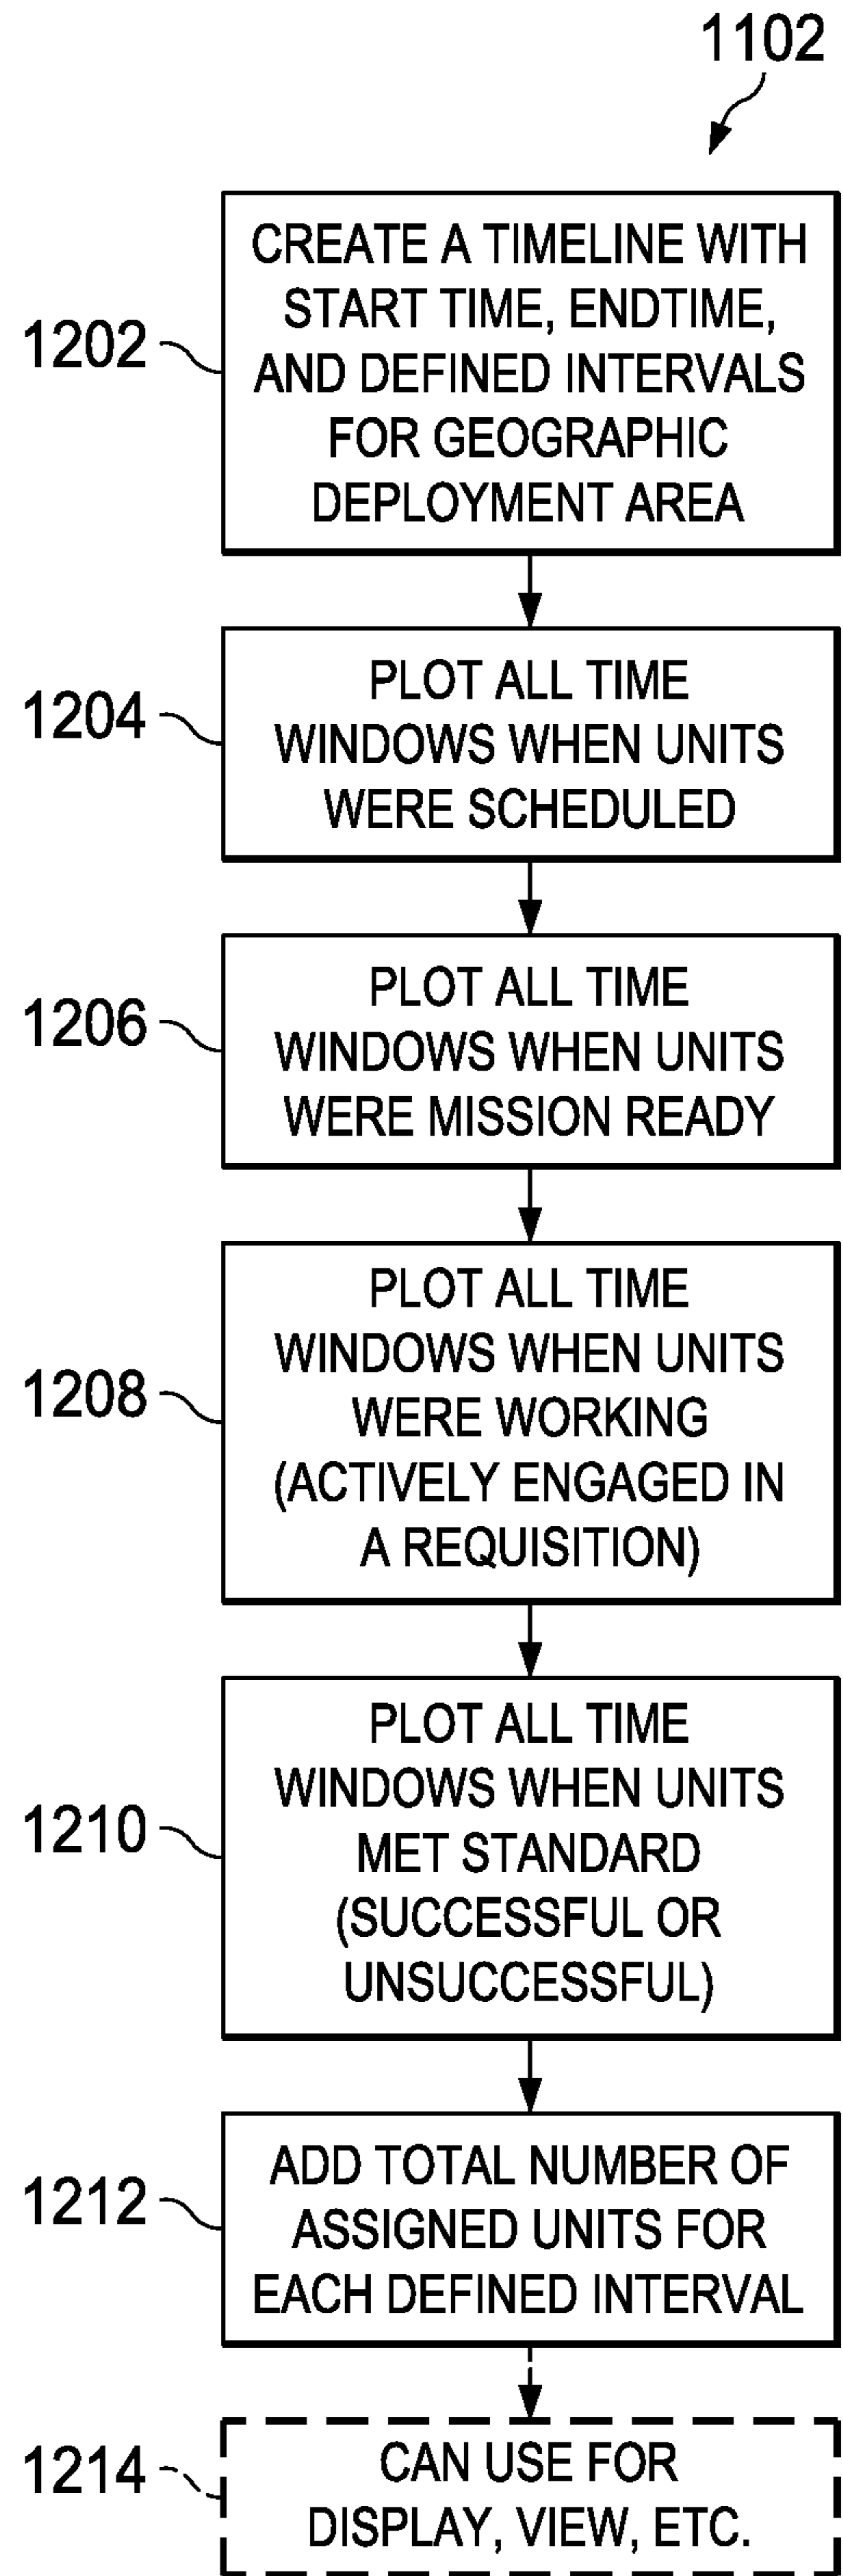 1102
1202
CREATE A TIMELINE WITH
START TIME, ENDTIME,
AND DEFINED INTERVALS
FOR GEOGRAPHIC
DEPLOYMENT AREA
1204
PLOT ALL TIME
WINDOWS WHEN UNITS
WERE SCHEDULED
1206
PLOT ALL TIME
WINDOWS WHEN UNITS
WERE MISSION READY
1208
PLOT ALL TIME
WINDOWS WHEN UNITS
WERE WORKING
(ACTIVELY ENGAGED IN
A REQUISITION)
1210
PLOT ALL TIME
WINDOWS WHEN UNITS
MET STANDARD
(SUCCESSFUL OR
UNSUCCESSFUL)
1212
ADD TOTAL NUMBER OF
ASSIGNED UNITS FOR
EACH DEFINED INTERVAL
1214
CAN USE FOR
DISPLAY, VIEW, ETC.